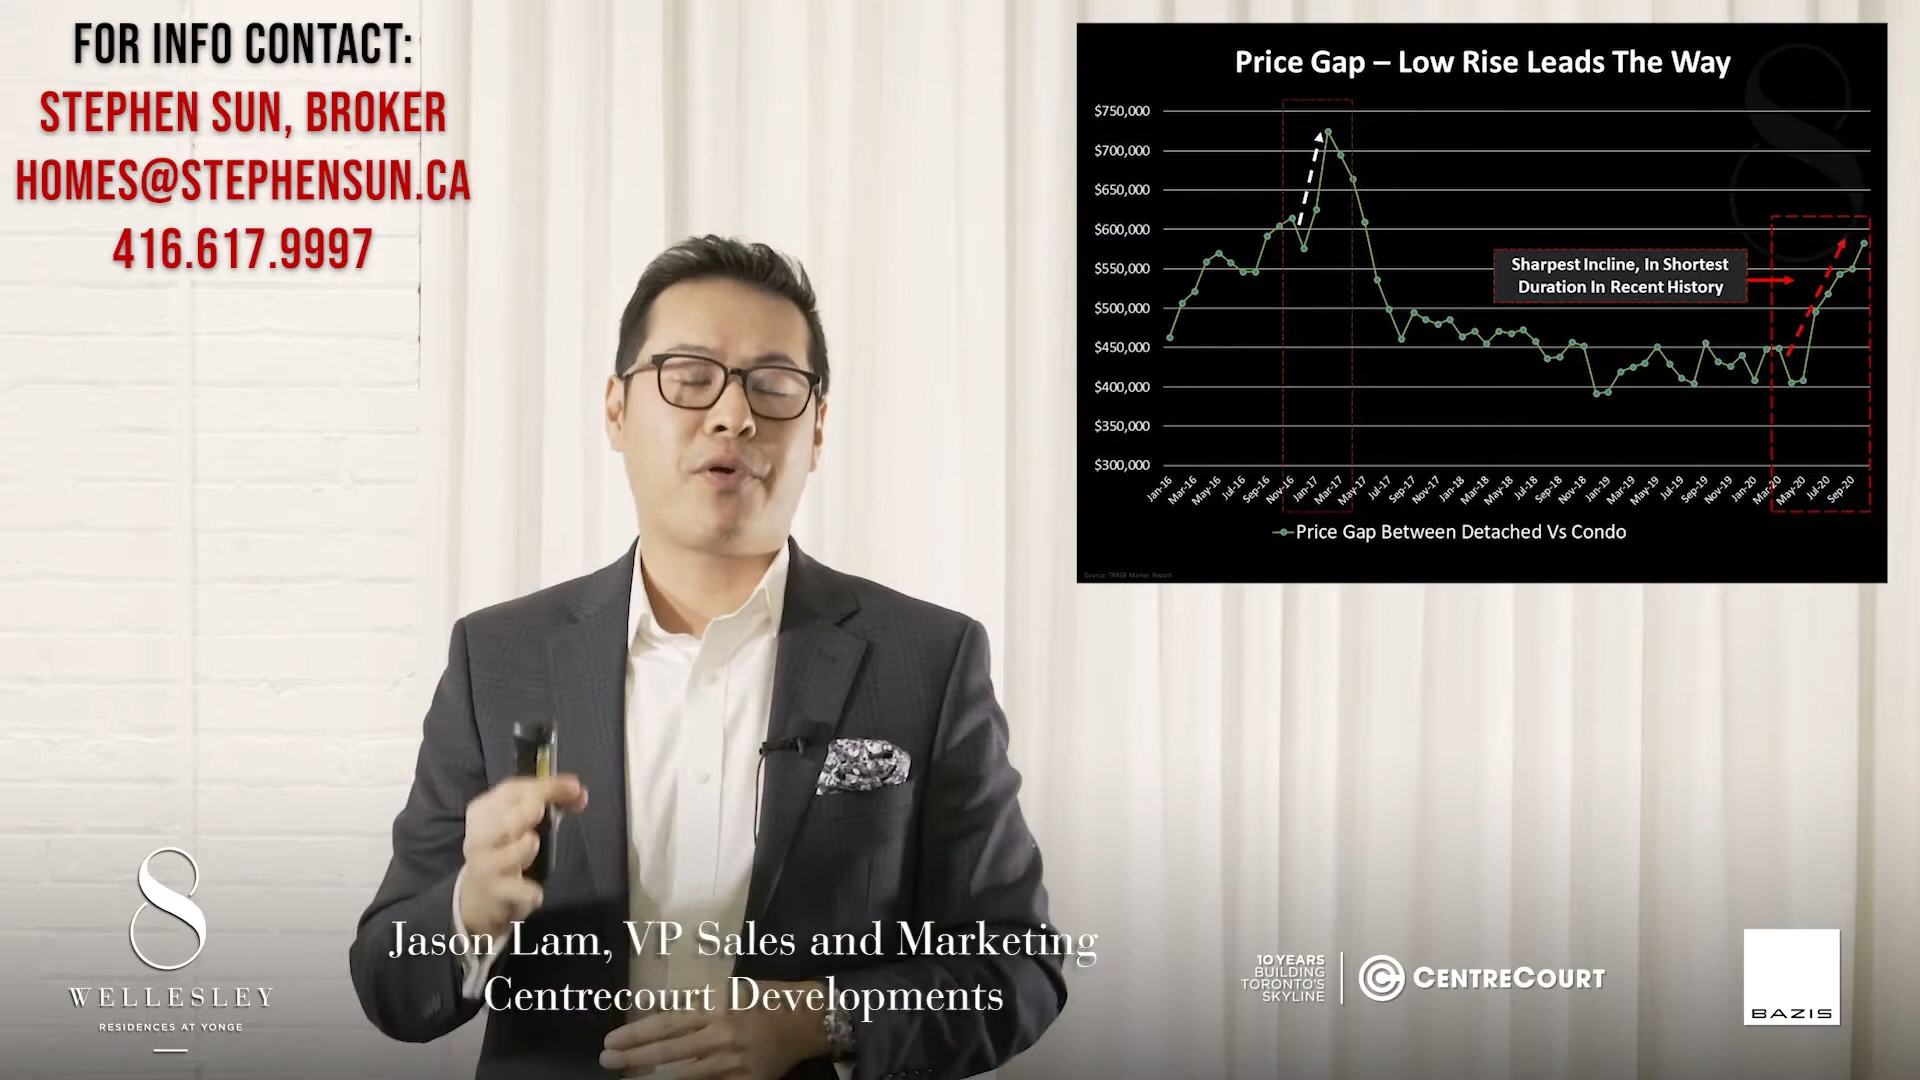 FOR INFO CONTACT:
STEPHEN SUN, BROKER
HOMES@STEPHENSUN.CA
416.617.9997
Price Gap – Low Rise Leads The Way
$750,000
$700,000
$650,000
$600,000
$550,000
$500,000
$450,000
$400,000
$350,000
$300,000
Sharpest Incline, In Shortest
Duration In Recent History
Jan-16 Mar-16 May-16 Jul-16 Sep-16 Nov-16 Jan-17 Mar-17 May-17 Jul-17 Sep-17 Nov-17 Jan-18 Mar-18 May-18 Jul-18 Sep-18 Nov-18 Jan-19 Mar-19 May-19 Jul-19 Sep-19 Nov-19 Jan-20 Mar-20 May-20 Jul-20 Sep-20
Price Gap Between Detached Vs Condo
Source: TRREB Market Report
8
WELLESLEY
RESIDENCES AT YONGE
Jason Lam, VP Sales and Marketing
Centrecourt Developments
10 YEARS
BUILDING
TORONTO'S
SKYLINE
CENTRECOURT
BAZIS